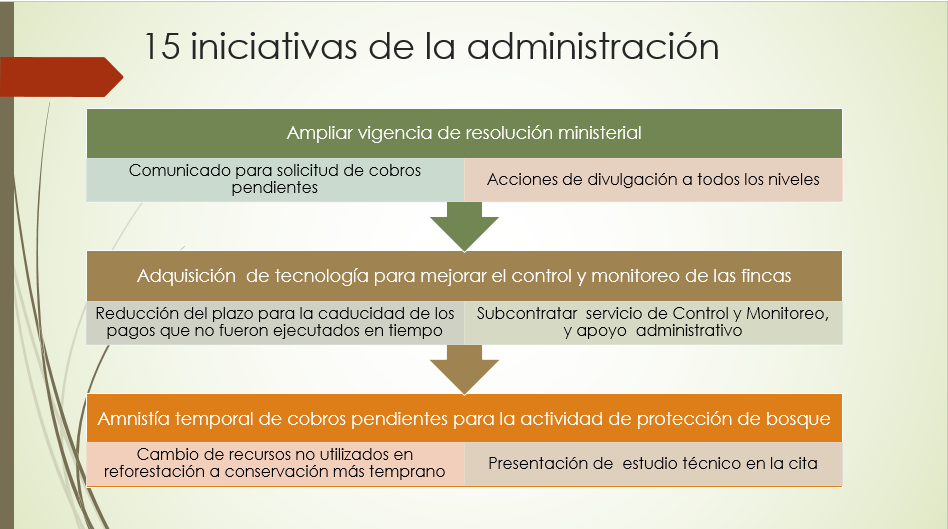 15 iniciativas de la administración
Ampliar vigencia de resolución ministerial
Comunicado para solicitud de cobros
pendientes
Acciones de divulgación a todos los niveles
Adquisición de tecnología para mejorar el control y monitoreo de las fincas
Reducción del plazo para la caducidad de los
pagos que no fueron ejecutados en tiempo
Subcontratar servicio de Control y Monitoreo,
y apoyo administrativo
Amnistía temporal de cobros pendientes para la actividad de protección de bosque
Cambio de recursos no utilizados en
reforestación a conservación más temprano
Presentación de estudio técnico en la cita